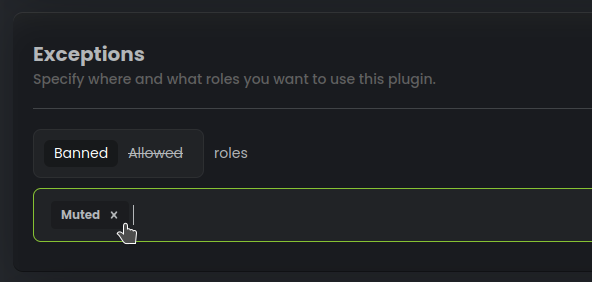 Exceptions
Specify where and what roles you want to use this plugin.
Banned Allowed roles
Muted x